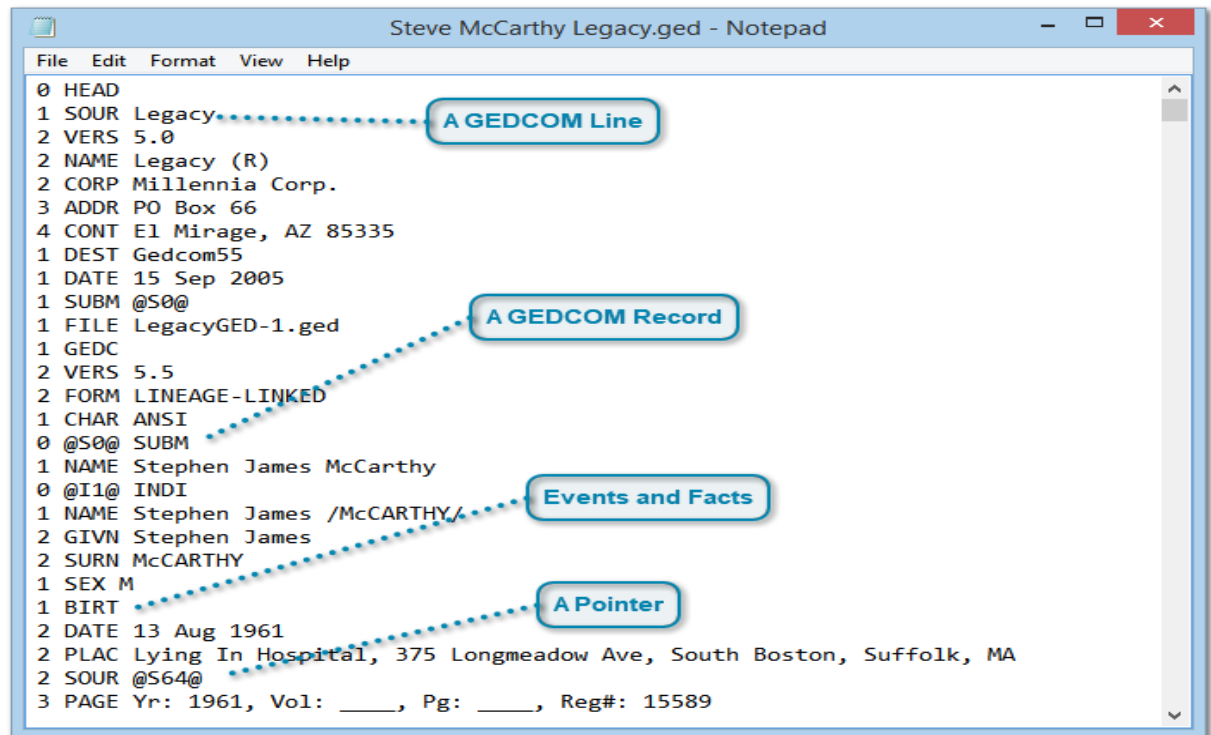 Steve McCarthy Legacy.ged - Notepad
File Edit Format View Help
0 HEAD
1 SOUR Legacy
A GEDCOM Line
2 VERS 5.0
2 NAME Legacy (R)
2 CORP Millennia Corp.
3 ADDR PO Box 66
4 CONT El Mirage, AZ 85335
1 DEST Gedcom55
1 DATE 15 Sep 2005
1 SUBM @S0@
A GEDCOM Record
1 FILE LegacyGED-1.ged
1 GEDC
2 VERS 5.5
2 FORM LINEAGE-LINKED
1 CHAR ANSI
0 @S0@ SUBM
1 NAME Stephen James McCarthy
0 @I1@ INDI
Events and Facts
1 NAME Stephen James /McCARTHY/
2 GIVN Stephen James
2 SURN McCARTHY
1 SEX M
1 BIRT
A Pointer
2 DATE 13 Aug 1961
2 PLAC Lying In Hospital, 375 Longmeadow Ave, South Boston, Suffolk, MA
2 SOUR @S64@
3 PAGE Yr: 1961, Vol: ____, Pg: ____, Reg#: 15589